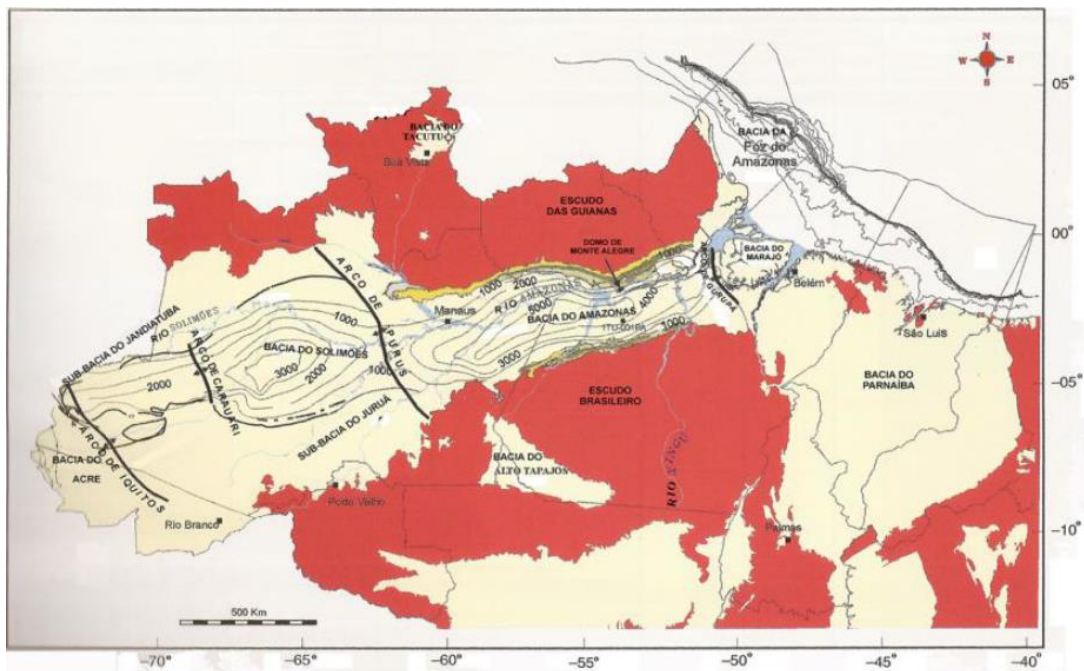 N
W E
S
05°
00°
-05°
-10°
BACIA DO
TACUTU
Boa Vista
BACIA DA
Foz do
Amazonas
ESCUDO
DAS GUIANAS
DOMO DE
MONTE ALEGRE
BACIA DO
MARAJÓ
GURUPÁ
Belém
São Luis
1000
2000
5000
4000
1000
3000
RIO AMAZONAS
BACIA DO AMAZONAS
Manaus
ARCO DE PURUS
SUB-BACIA DO JANDIATUBA
RIO SOLIMÕES
1000
BACIA DO SOLIMÕES
3000
2000
1000
2000
ARCO DE CARAUARI
SUB-BACIA DO JURUÁ
ARCO DE IQUITOS
BACIA DO
ACRE
Rio Branco
Porto Velho
ESCUDO
BRASILEIRO
BACIA DO
ALTO TAPAJÓS
RIO XINGU
BACIA DO
PARNAÍBA
Palmas
500 Km
-70° -65° -60° -55° -50° -45° -40°